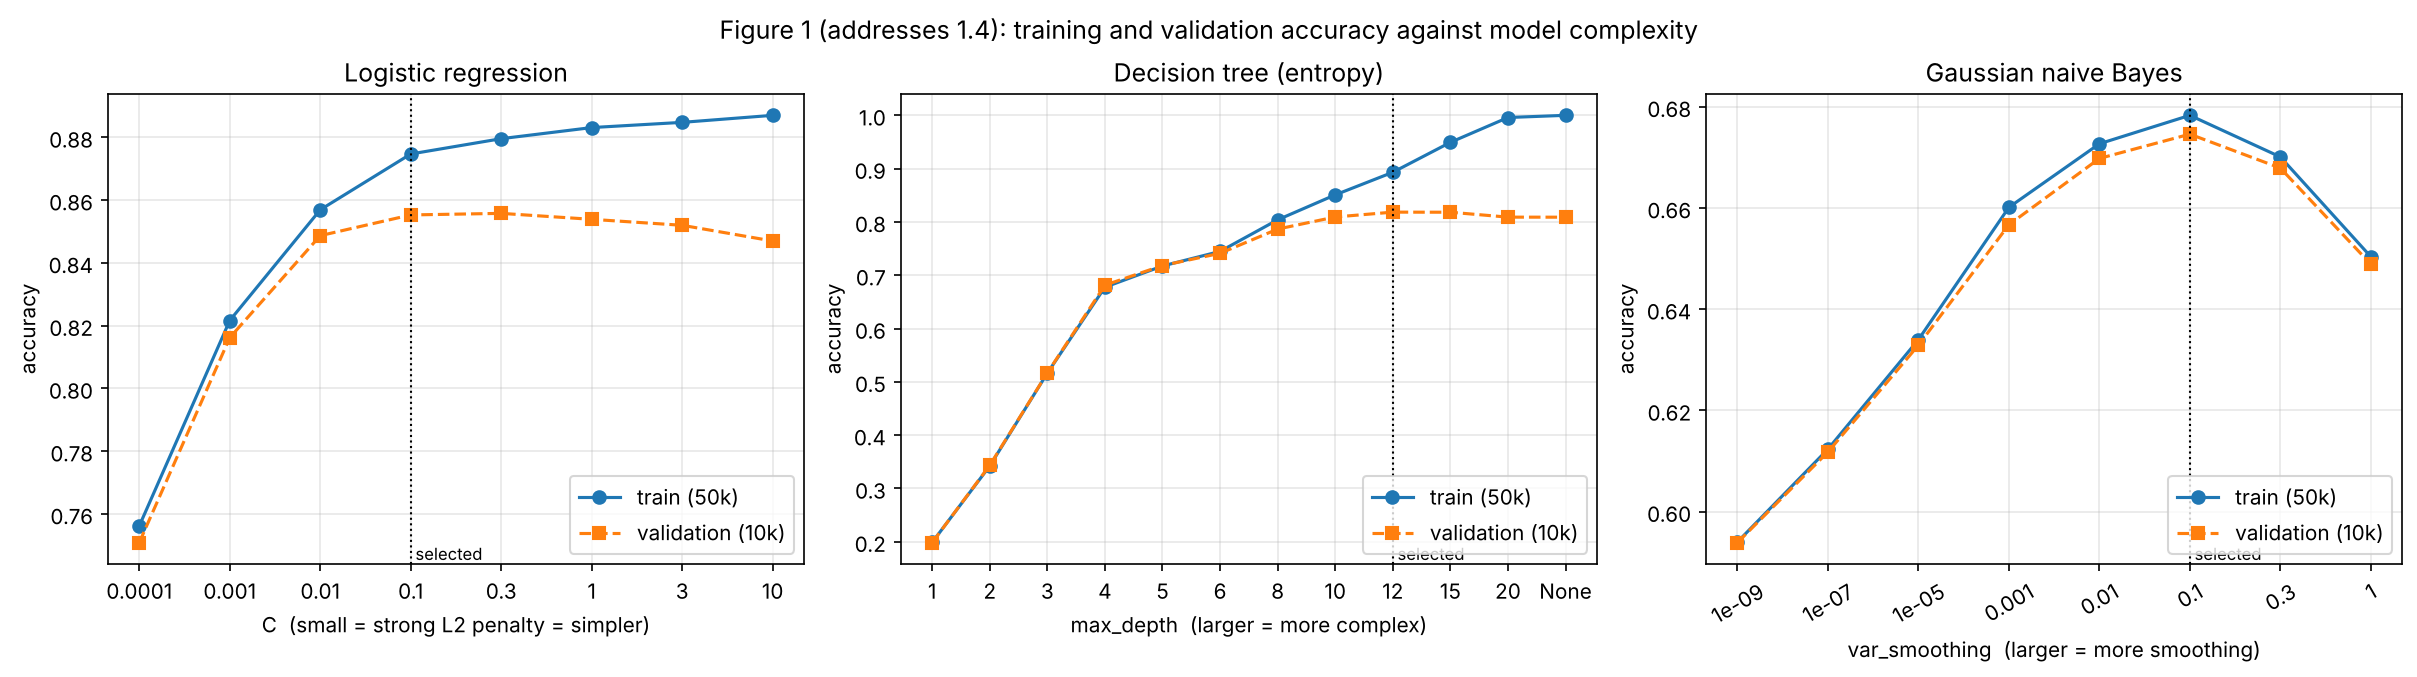 Figure 1 (addresses 1.4): training and validation accuracy against model complexity
Logistic regression
accuracy
0.88
0.86
0.84
0.82
0.80
0.78
0.76
selected
train (50k)
validation (10k)
0.0001 0.001 0.01 0.1 0.3 1 3 10
C (small = strong L2 penalty = simpler)
Decision tree (entropy)
accuracy
1.0
0.9
0.8
0.7
0.6
0.5
0.4
0.3
0.2
train (50k)
validation (10k)
selected
1 2 3 4 5 6 8 10 12 15 20 None
max_depth (larger = more complex)
Gaussian naive Bayes
accuracy
0.68
0.66
0.64
0.62
0.60
train (50k)
validation (10k)
selected
1e-09 1e-07 1e-05 0.001 0.01 0.1 0.3 1
var_smoothing (larger = more smoothing)